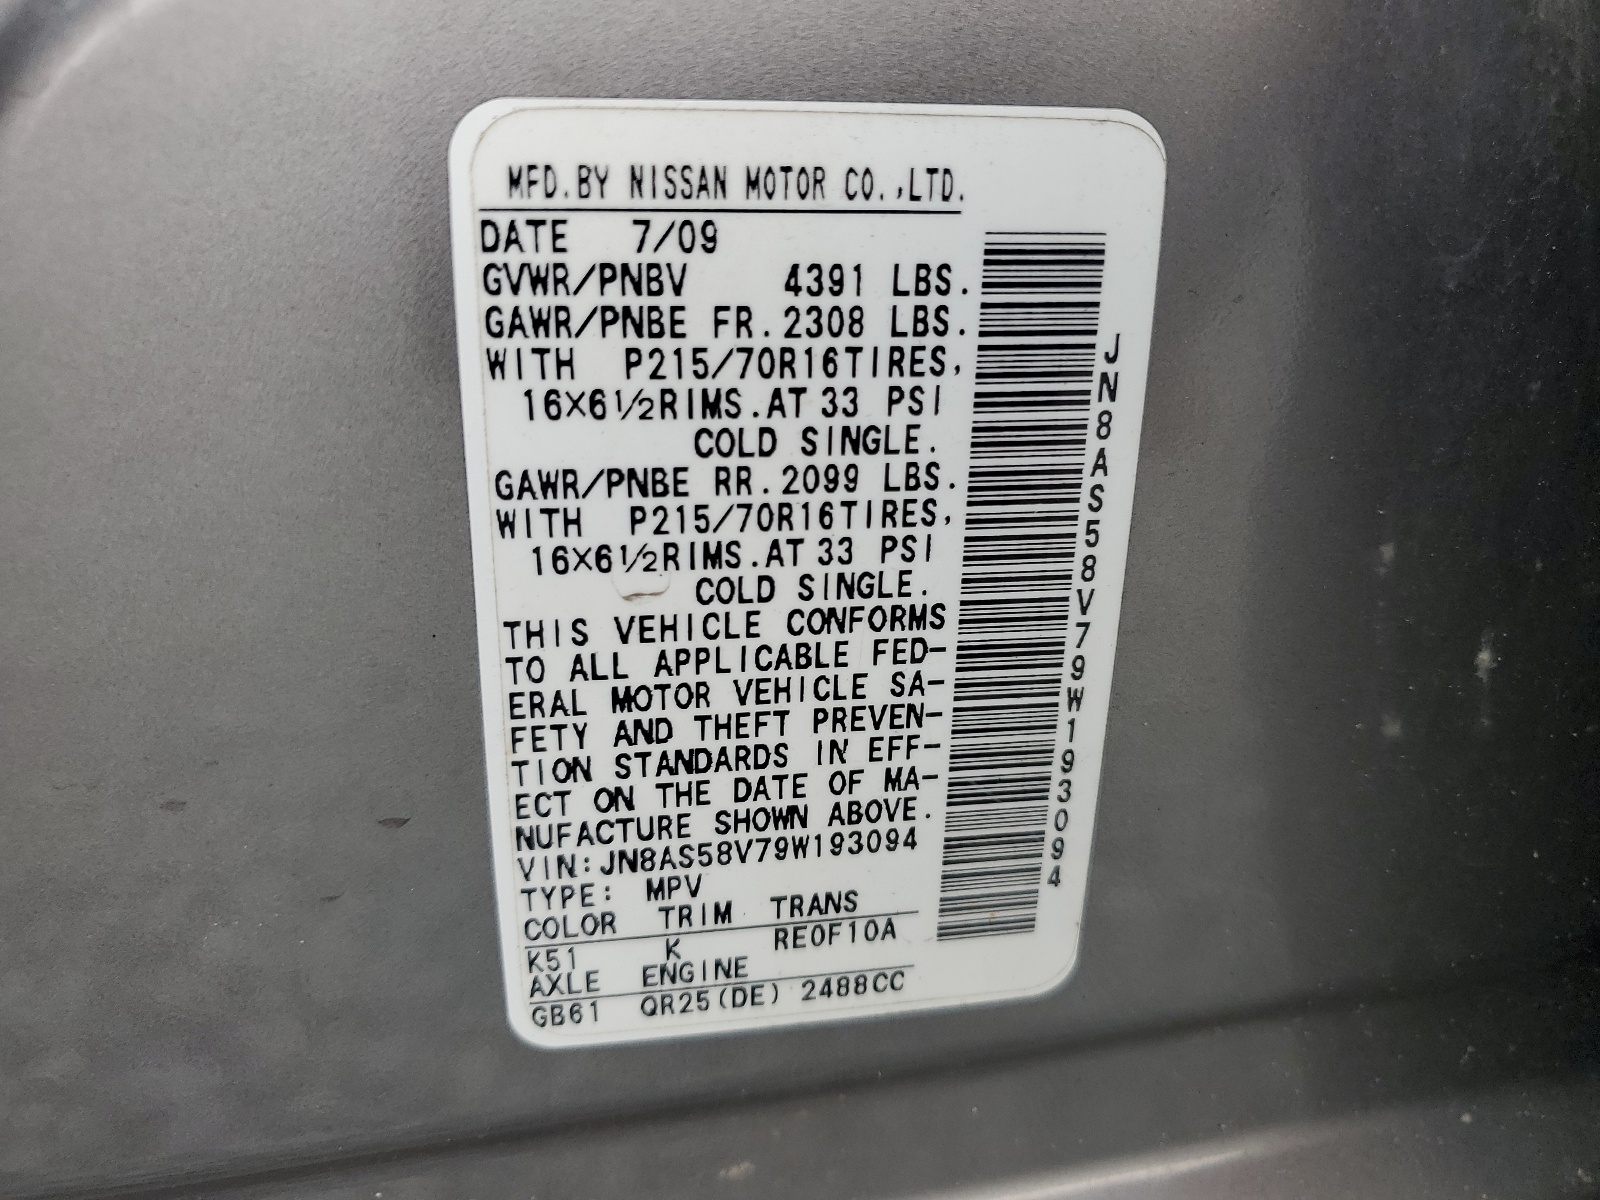 MFD.BY NISSAN MOTOR CO.,LTD.
DATE 7/09
GVWR/PNBV 4391 LBS.
GAWR/PNBE FR.2308 LBS.
WITH P215/70R16TIRES,
16X6½RIMS.AT 33 PSI
COLD SINGLE.
GAWR/PNBE RR.2099 LBS.
WITH P215/70R16TIRES,
16X6½RIMS.AT 33 PSI
COLD SINGLE.
THIS VEHICLE CONFORMS
TO ALL APPLICABLE FED-
ERAL MOTOR VEHICLE SA-
FETY AND THEFT PREVEN-
TION STANDARDS IN EFF-
ECT ON THE DATE OF MA-
NUFACTURE SHOWN ABOVE.
VIN:JN8AS58V79W193094
TYPE: MPV
COLOR TRIM TRANS
K51 K RE0F10A
AXLE ENGINE
GB61 QR25(DE) 2488CC
JN8AS58V79W193094